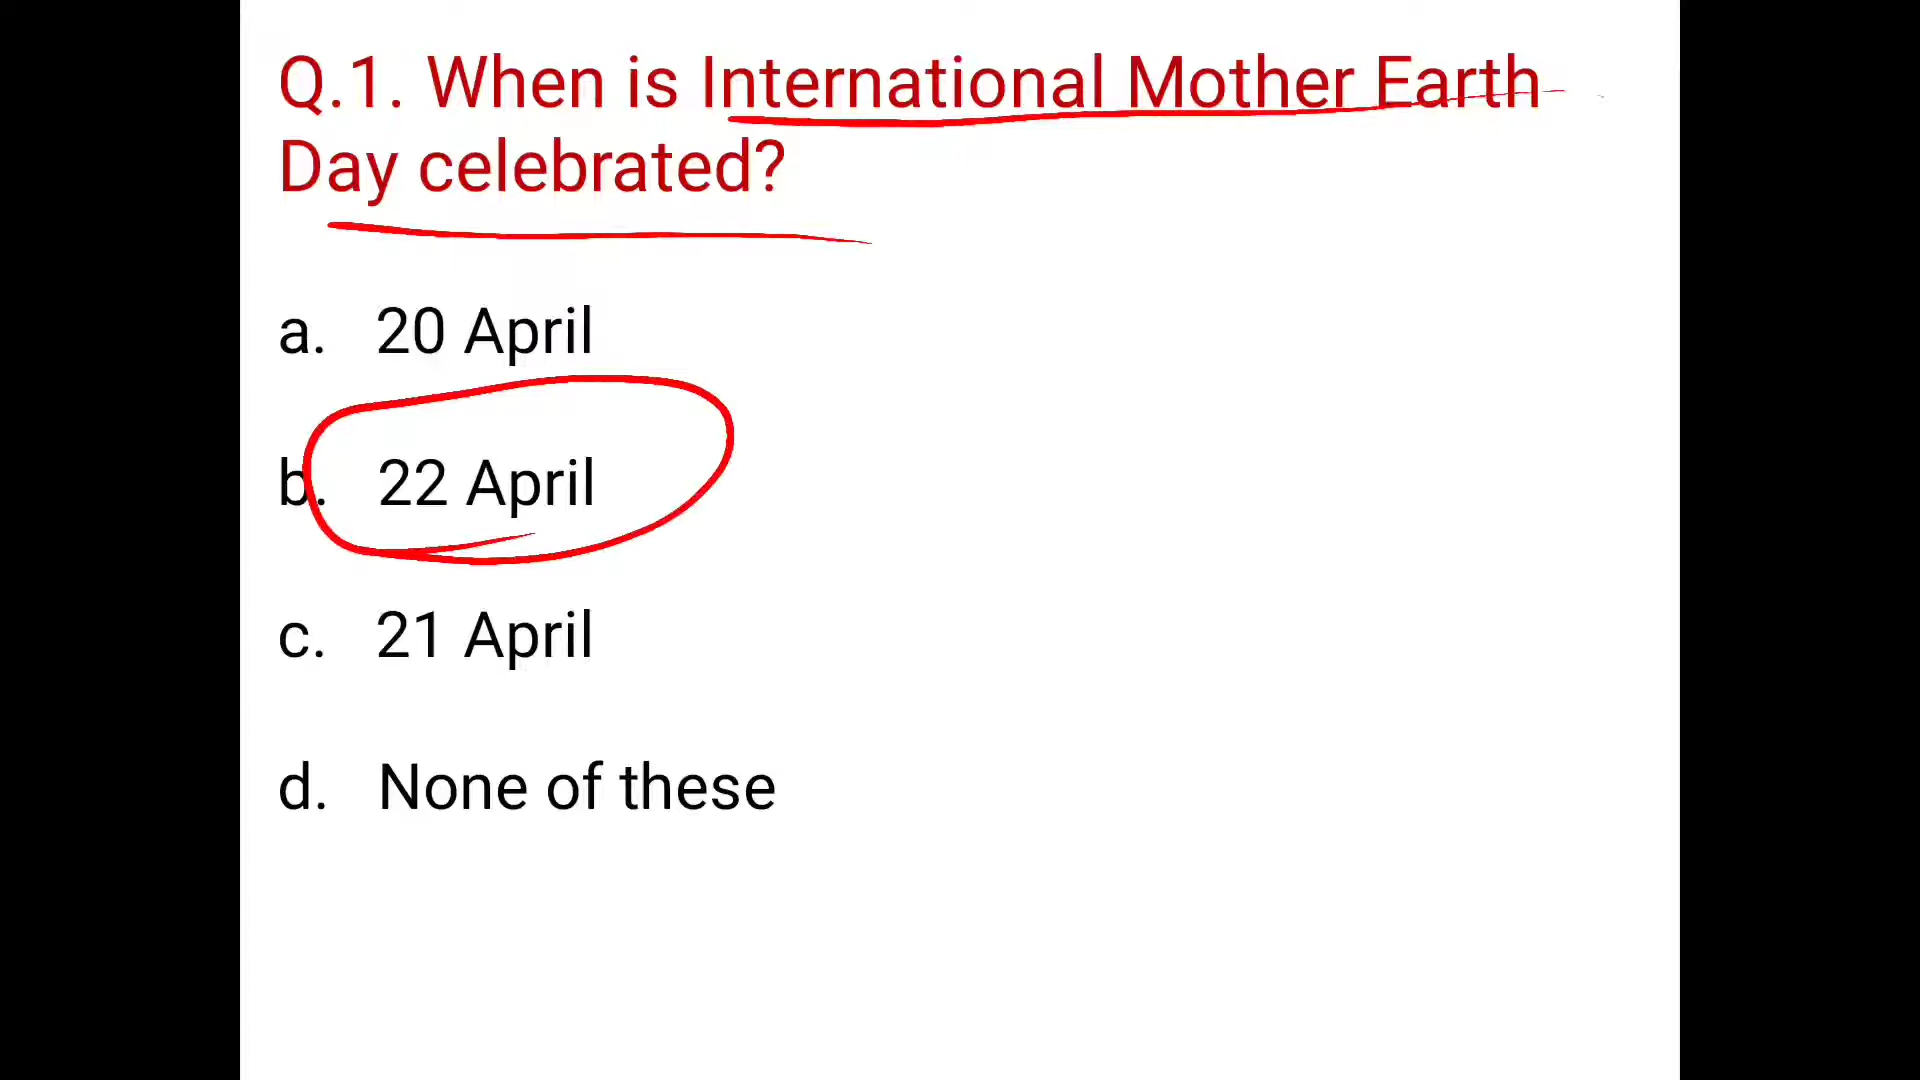 Q.1. When is International Mother Earth
Day celebrated?
a. 20 April
b. 22 April
c. 21 April
d. None of these